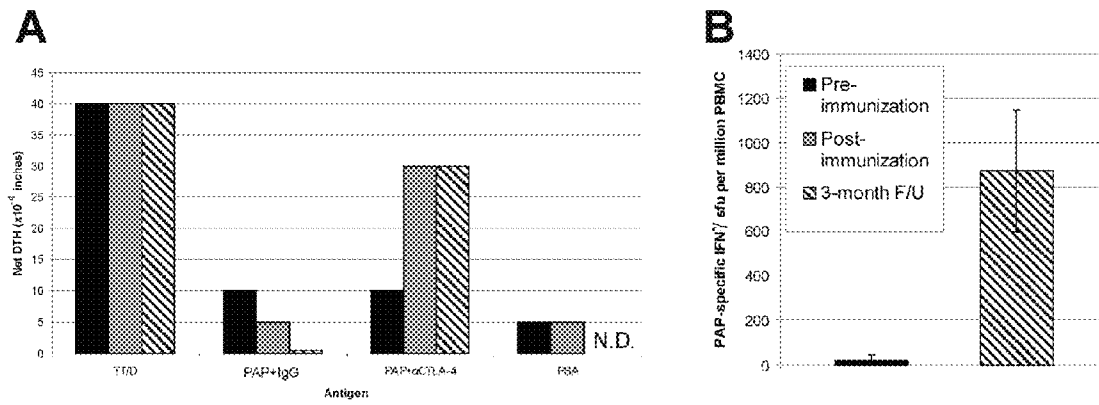 A
Net DTH (x10⁻² inches)
45
40
35
30
25
20
15
10
5
0
TT/D
PAP+IgG
PAP+αCTLA-4
PSA
N.D.
Antigen
B
PAP-specific IFNγ sfu per million PBMC
1400
1200
1000
800
600
400
200
0
Pre-
immunization
Post-
immunization
3-month F/U